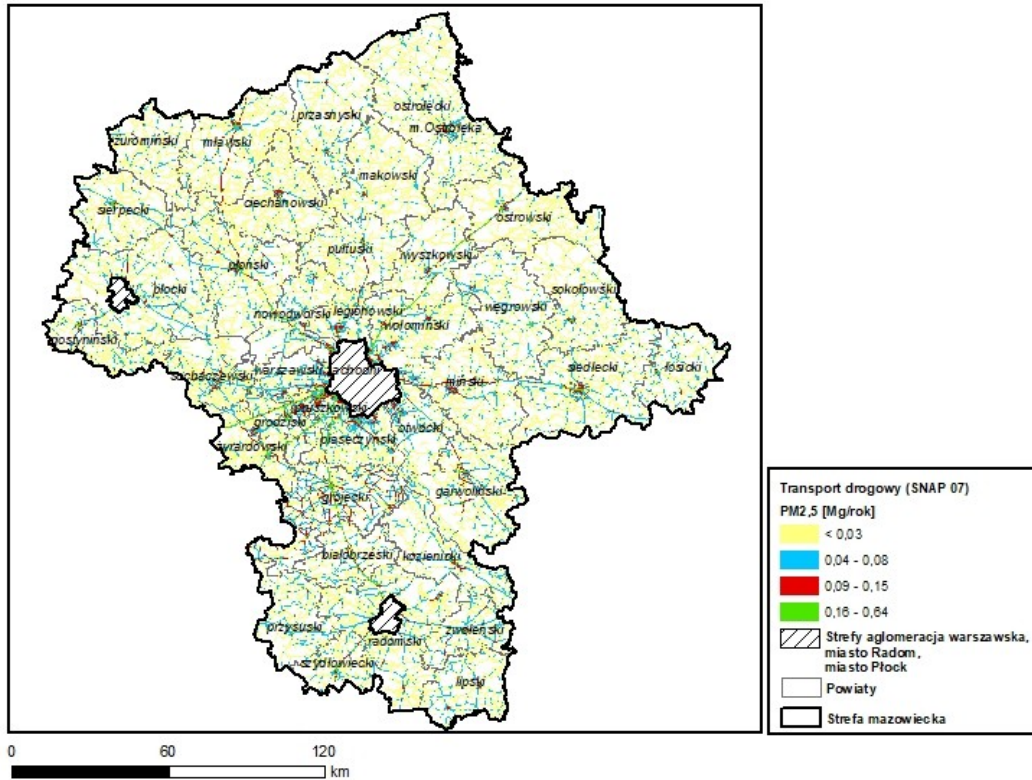 ostrołęcki
przasnyski
m.Ostrołęka
żuromiński
mławski
makowski
ciechanowski
sierpecki
ostrowski
pułtuski
wyszkowski
płoński
sokołowski
płocki
węgrowski
nowodworski
legionowski
wołomiński
gostyniński
siedlecki
łosicki
sochaczewski
warszawski zachodni
miński
pruszkowski
grodziski
otwocki
piaseczyński
żyrardowski
garwoliński
grójecki
białobrzeski
kozienicki
przysuski
zwoleński
radomski
szydłowiecki
lipski
Transport drogowy (SNAP 07)
PM2,5 [Mg/rok]
< 0,03
0,04 - 0,08
0,09 - 0,15
0,16 - 0,64
Strefy aglomeracja warszawska,
miasto Radom,
miasto Płock
Powiaty
Strefa mazowiecka
0 60 120
km